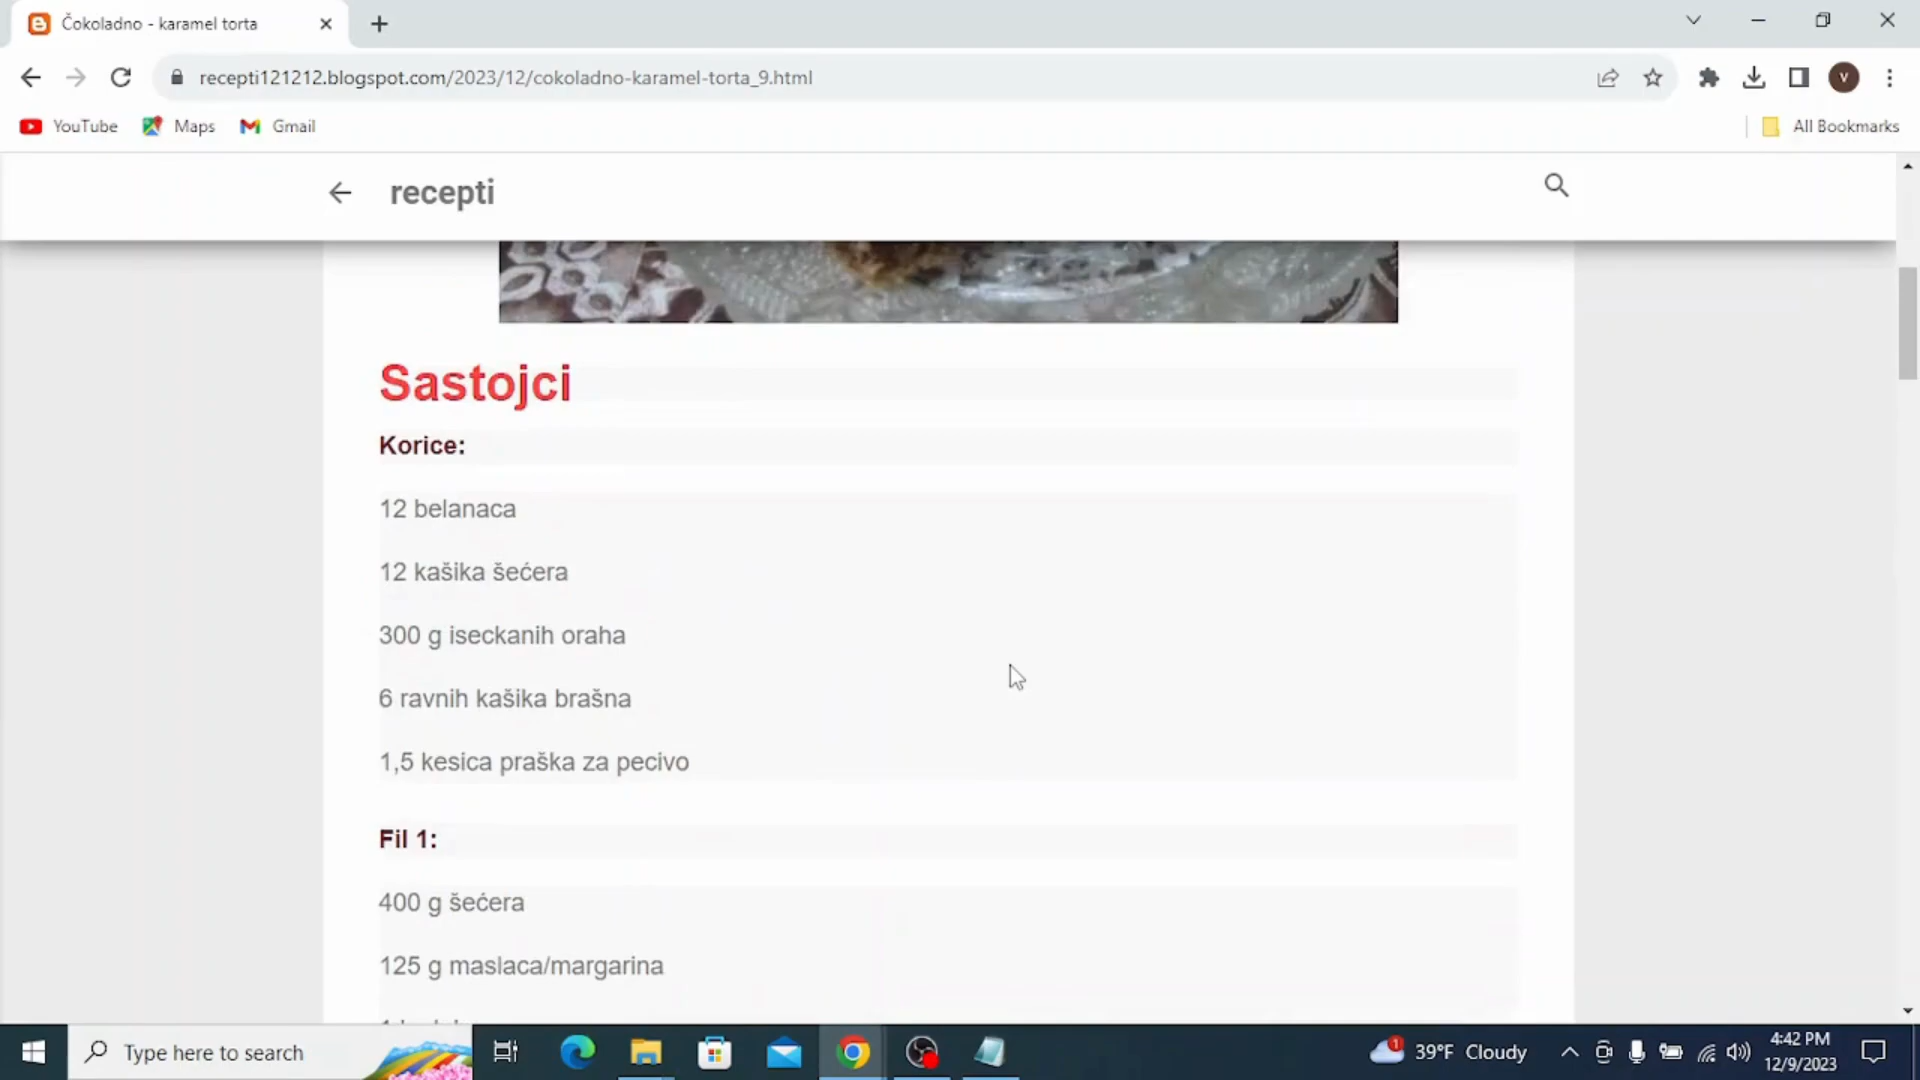 Čokoladno - karamel torta
recepti121212.blogspot.com/2023/12/cokoladno-karamel-torta_9.html
V
YouTube
Maps
Gmail
All Bookmarks
recepti
Sastojci
Korice:
12 belanaca
12 kašika šećera
300 g iseckanih oraha
6 ravnih kašika brašna
1,5 kesica praška za pecivo
Fil 1:
400 g šećera
125 g maslaca/margarina
Type here to search
1
39°F Cloudy
4:42 PM
12/9/2023